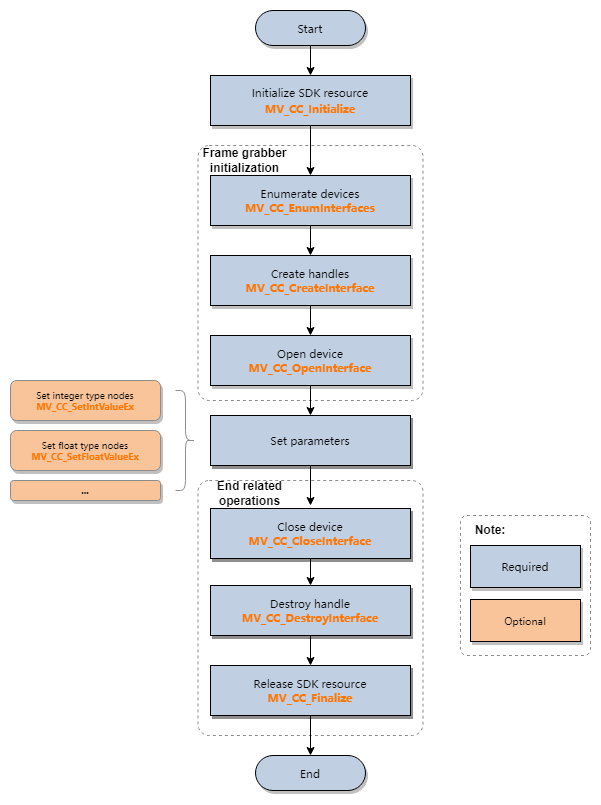 Start
Initialize SDK resource
MV_CC_Initialize
Frame grabber
initialization
Enumerate devices
MV_CC_EnumInterfaces
Create handles
MV_CC_CreateInterface
Open device
MV_CC_OpenInterface
Set integer type nodes
MV_CC_SetIntValueEx
Set float type nodes
MV_CC_SetFloatValueEx
...
Set parameters
End related
operations
Close device
MV_CC_CloseInterface
Destroy handle
MV_CC_DestroyInterface
Release SDK resource
MV_CC_Finalize
End
Note:
Required
Optional